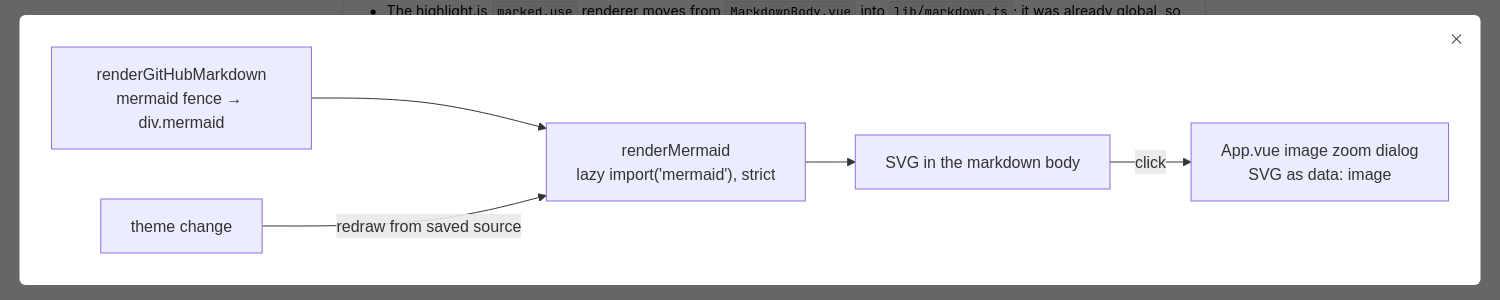 The highlight.js marked.use renderer moves from MarkdownBody.vue into lib/markdown.ts; it was already global, so
renderGitHubMarkdown
mermaid fence →
div.mermaid
renderMermaid
lazy import('mermaid'), strict
SVG in the markdown body
click
App.vue image zoom dialog
SVG as data: image
theme change
redraw from saved source